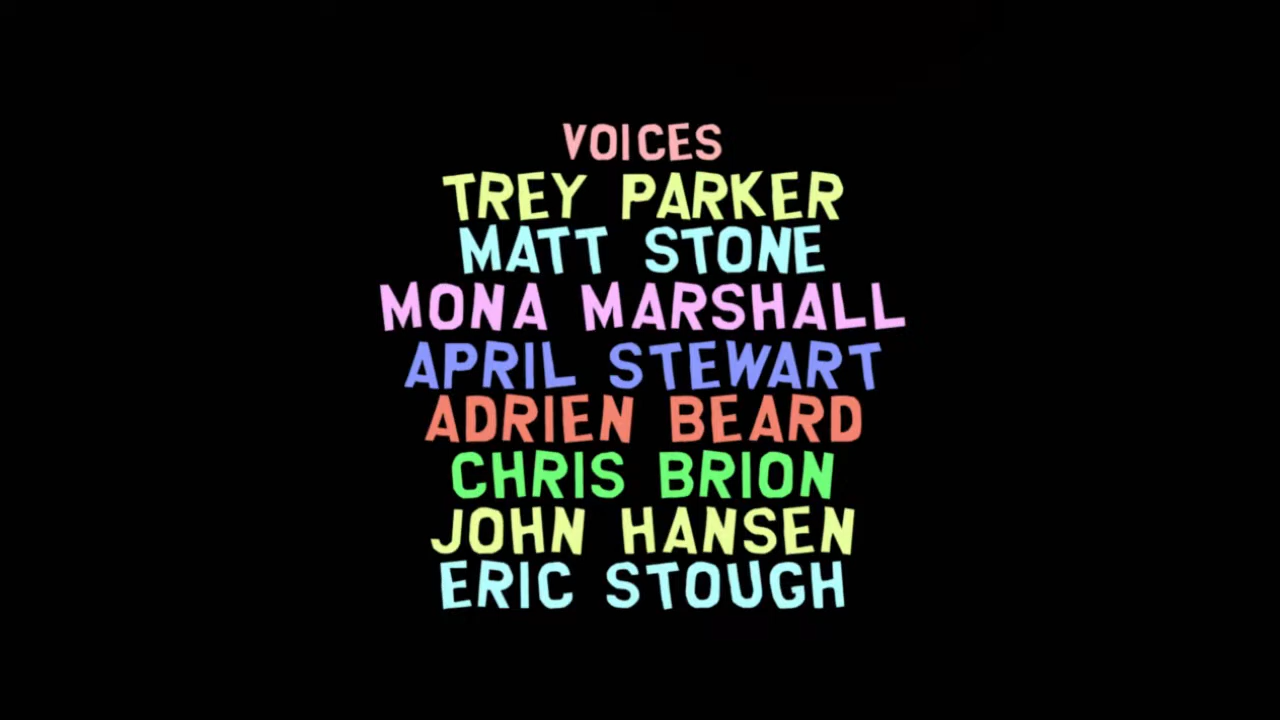 VOICES
TREY PARKER
MATT STONE
MONA MARSHALL
APRIL STEWART
ADRIEN BEARD
CHRIS BRION
JOHN HANSEN
ERIC STOUGH